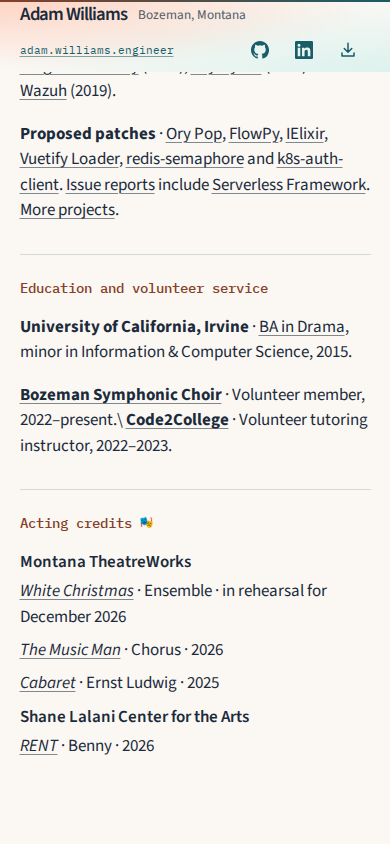 Adam Williams Bozeman, Montana
adam.williams.engineer
Wazuh (2019).
Proposed patches · Ory Pop, FlowPy, IElixir,
Vuetify Loader, redis-semaphore and k8s-auth-
client. Issue reports include Serverless Framework.
More projects.
Education and volunteer service
University of California, Irvine · BA in Drama,
minor in Information & Computer Science, 2015.
Bozeman Symphonic Choir · Volunteer member,
2022–present.\ Code2College · Volunteer tutoring
instructor, 2022–2023.
Acting credits 🎭
Montana TheatreWorks
White Christmas · Ensemble · in rehearsal for
December 2026
The Music Man · Chorus · 2026
Cabaret · Ernst Ludwig · 2025
Shane Lalani Center for the Arts
RENT · Benny · 2026